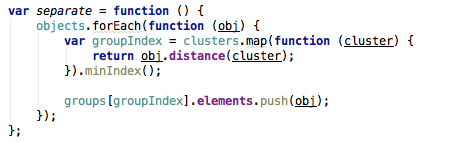 var separate = function () {
    objects.forEach(function (obj) {
        var groupIndex = clusters.map(function (cluster) {
            return obj.distance(cluster);
        }).minIndex();

        groups[groupIndex].elements.push(obj);
    });
};